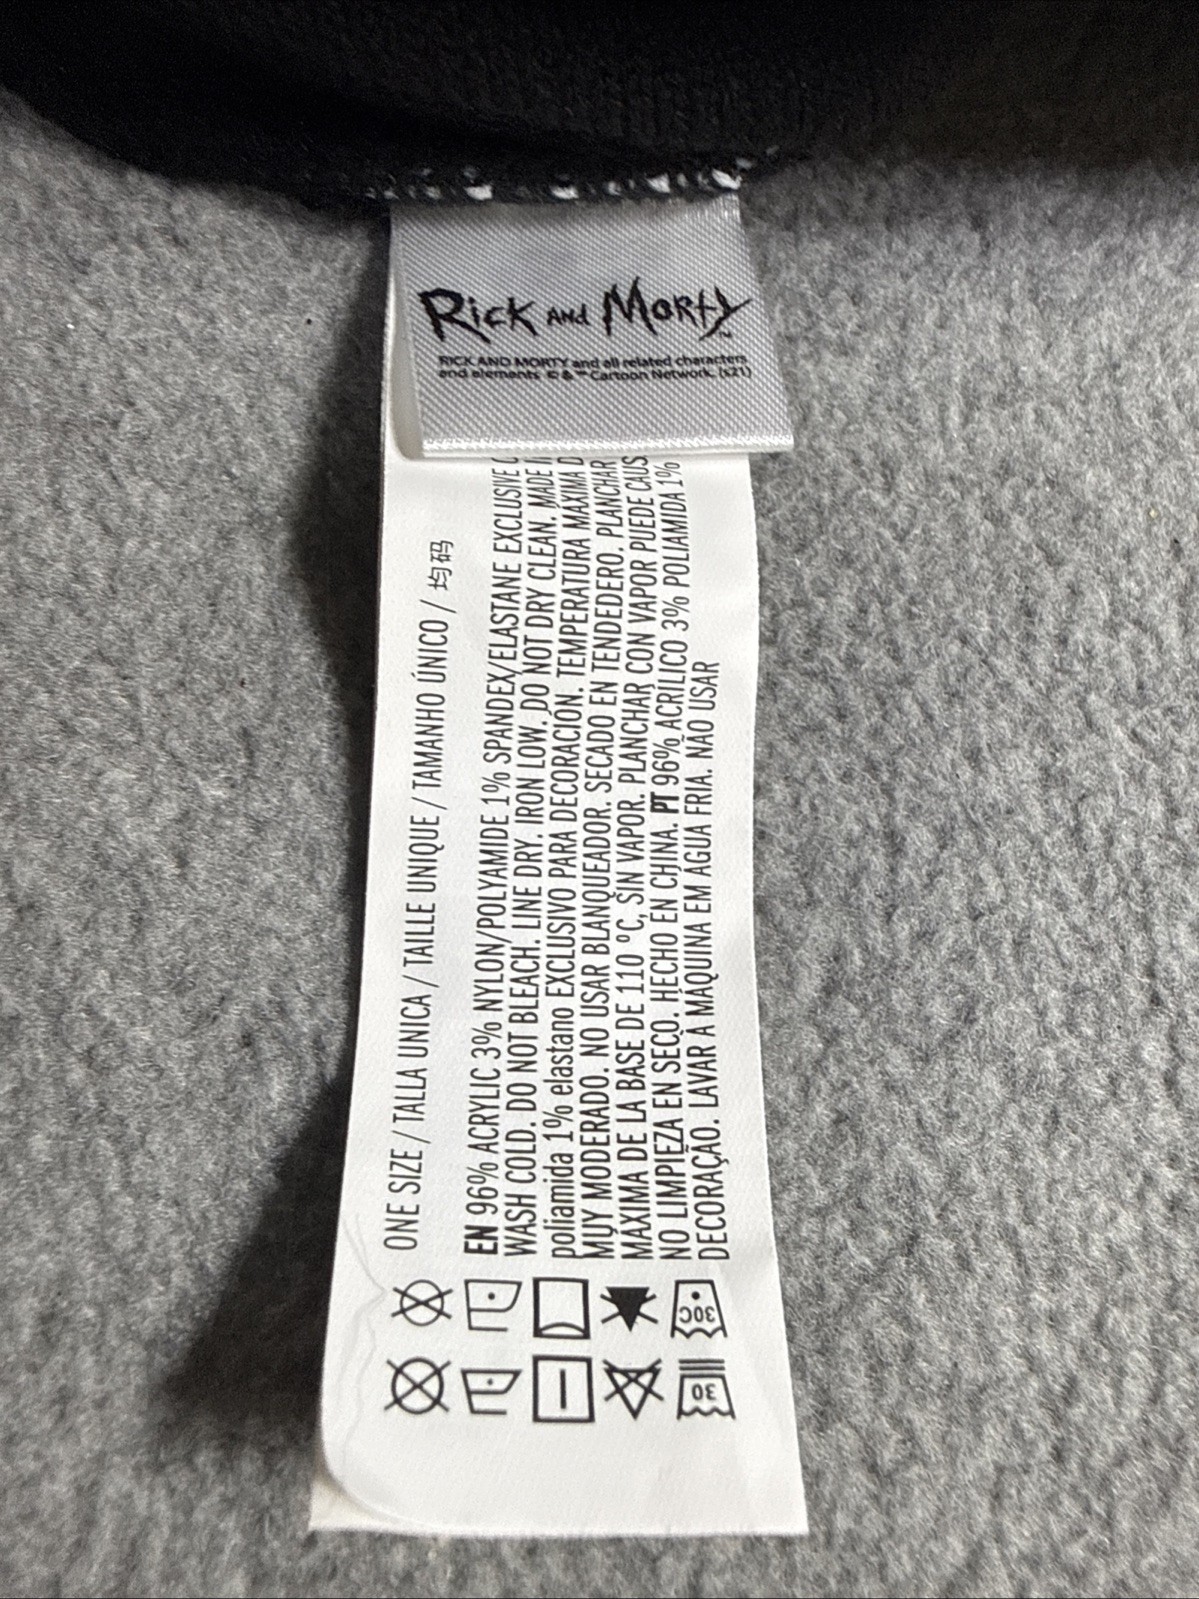 RICK AND MORTY™
RICK AND MORTY and all related characters
and elements © & ™ Cartoon Network. (s21)
ONE SIZE / TALLA UNICA / TAILLE UNIQUE / TAMANHO ÚNICO / 均码
EN 96% ACRYLIC 3% NYLON/POLYAMIDE 1% SPANDEX/ELASTANE EXCLUSIVE
WASH COLD. DO NOT BLEACH. LINE DRY. IRON LOW. DO NOT DRY CLEAN. MADE
poliamida 1% elastano EXCLUSIVO PARA DECORACIÓN. TEMPERATURA MÁXIMA
MUY MODERADO. NO USAR BLANQUEADOR. SECADO EN TENDEDERO. PLANCHAR
MÁXIMA DE LA BASE DE 110 ºC, SIN VAPOR. PLANCHAR CON VAPOR PUEDE CAUS
NO LIMPIEZA EN SECO. HECHO EN CHINA. PT 96% ACRÍLICO 3% POLIAMIDA 1%
DECORAÇÃO. LAVAR À MÁQUINA EM ÁGUA FRIA. NÃO USAR
30C
30